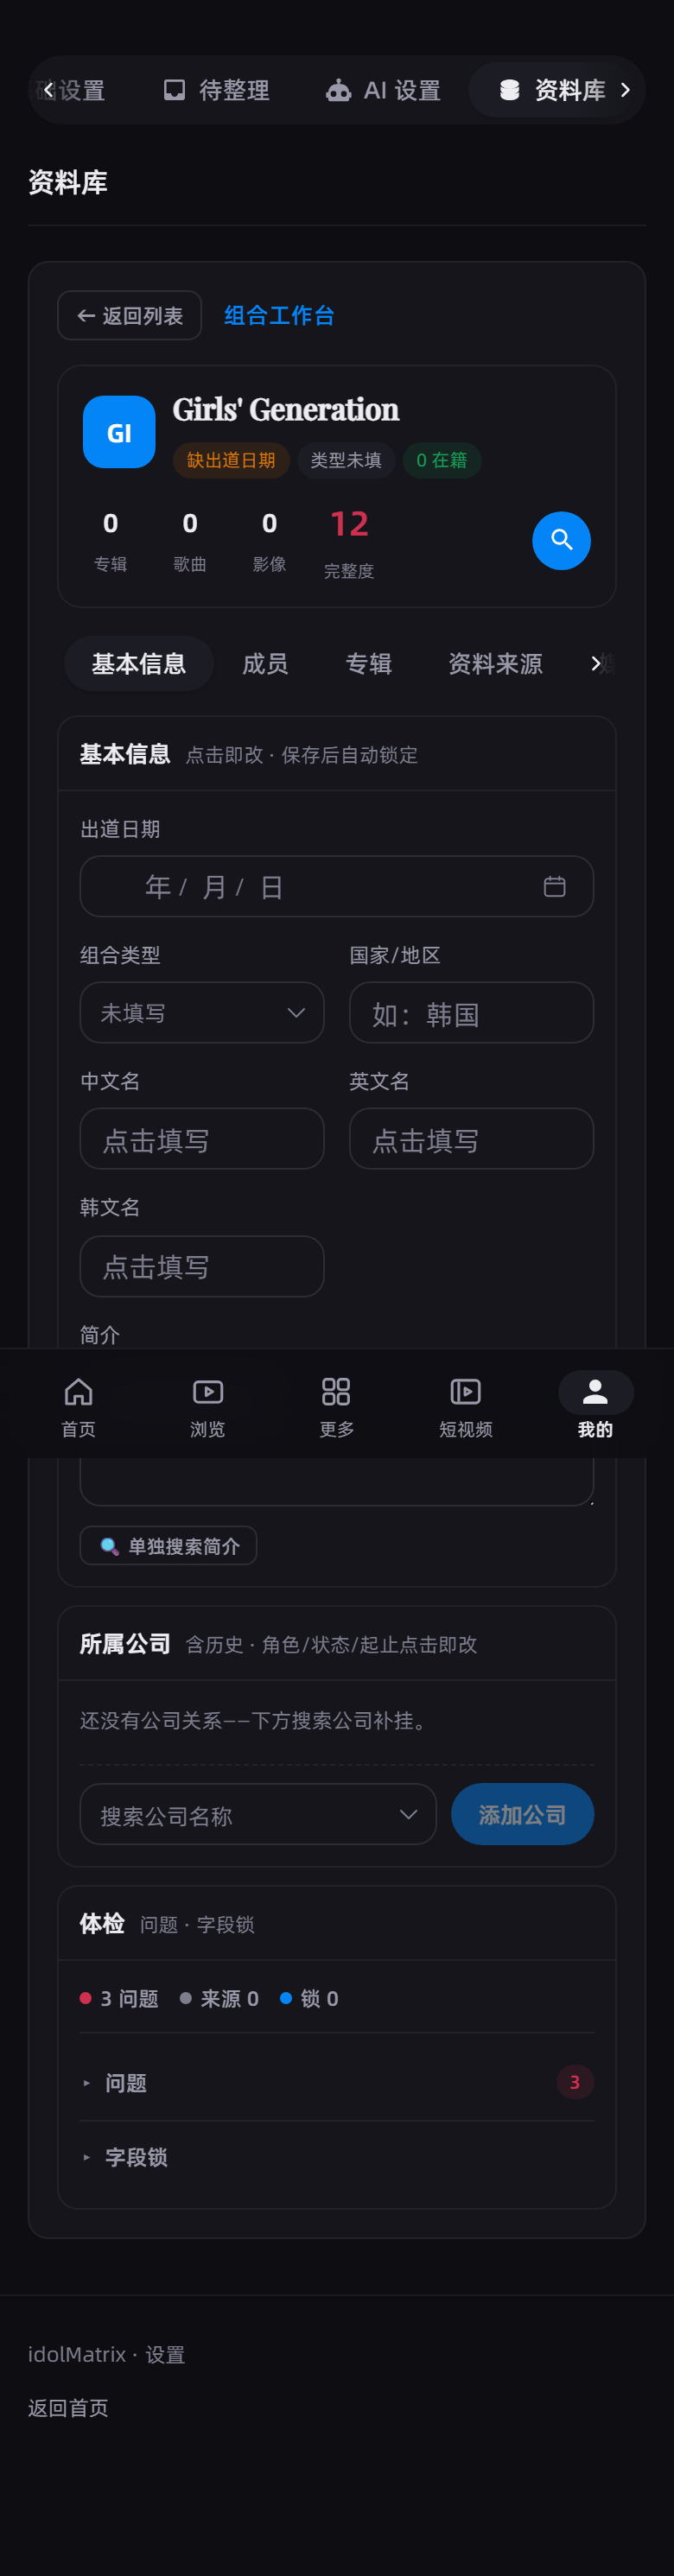 础设置 待整理 AI 设置 资料库
资料库
← 返回列表 组合工作台
GI
Girls' Generation
缺出道日期 类型未填 0 在籍
0 0 0 12
专辑 歌曲 影像 完整度
基本信息 成员 专辑 资料来源
基本信息 点击即改 · 保存后自动锁定
出道日期
年 / 月 / 日
组合类型 国家/地区
未填写 如：韩国
中文名 英文名
点击填写 点击填写
韩文名
点击填写
简介
首页 浏览 更多 短视频 我的
单独搜索简介
所属公司 含历史 · 角色/状态/起止点击即改
还没有公司关系——下方搜索公司补挂。
搜索公司名称 添加公司
体检 问题 · 字段锁
3 问题 来源 0 锁 0
问题 3
字段锁
idolMatrix · 设置
返回首页